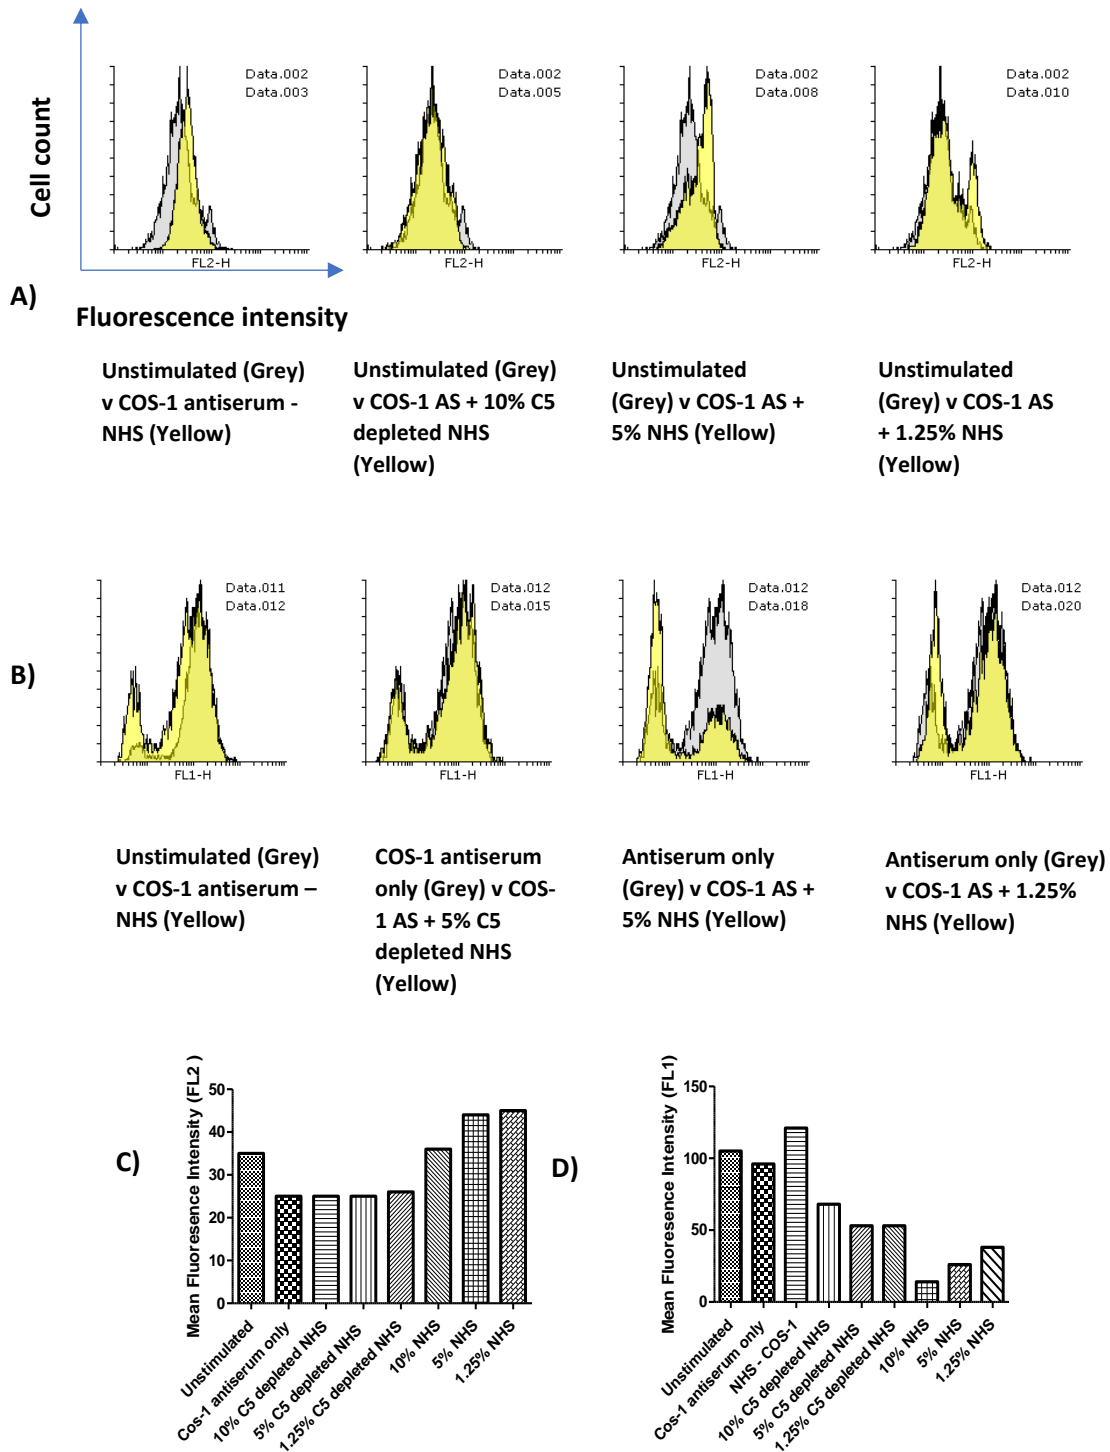 Data.002
Data.003
Data.002
Data.005
Data.002
Data.008
Data.002
Data.010
Cell count
FL2-H
FL2-H
FL2-H
FL2-H
A)
Fluorescence intensity
Unstimulated (Grey)
v COS-1 antiserum -
NHS (Yellow)
Unstimulated (Grey)
v COS-1 AS + 10% C5
depleted NHS
(Yellow)
Unstimulated
(Grey) v COS-1 AS +
5% NHS (Yellow)
Unstimulated
(Grey) v COS-1 AS
+ 1.25% NHS
(Yellow)
Data.011
Data.012
Data.012
Data.015
Data.012
Data.018
Data.012
Data.020
B)
FL1-H
FL1-H
FL1-H
FL1-H
Unstimulated (Grey)
v COS-1 antiserum –
NHS (Yellow)
COS-1 antiserum
only (Grey) v COS-
1 AS + 5% C5
depleted NHS
(Yellow)
Antiserum only
(Grey) v COS-1 AS +
5% NHS (Yellow)
Antiserum only (Grey)
v COS-1 AS + 1.25%
NHS (Yellow)
C)
Mean Fluoresence Intensity (FL2 )
50
40
30
20
10
0
Unstimulated
Cos-1 antiserum only
10% C5 depleted NHS
5% C5 depleted NHS
1.25% C5 depleted NHS
10% NHS
5% NHS
1.25% NHS
D)
Mean Fluoresence Intensity (FL1)
150
100
50
0
Unstimulated
Cos-1 antiserum only
NHS - COS-1
10% C5 depleted NHS
5% C5 depleted NHS
1.25% C5 depleted NHS
10% NHS
5% NHS
1.25% NHS